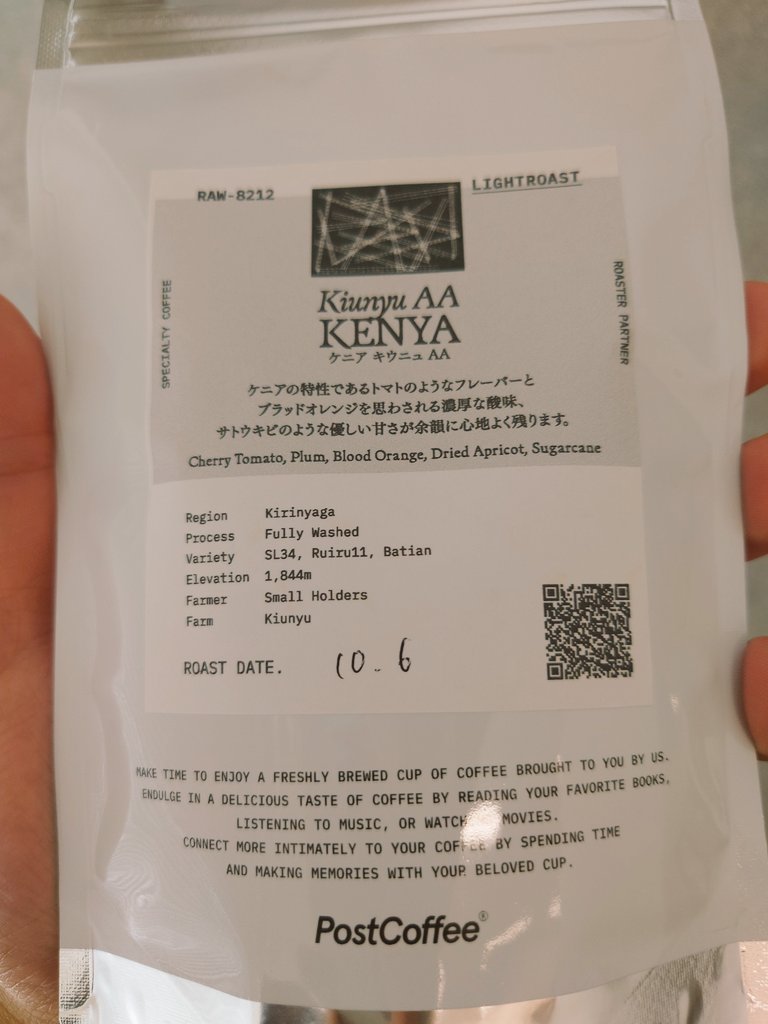 RAW-8212
LIGHTROAST
SPECIALTY COFFEE
ROASTER PARTNER
Kiunyu AA
KENYA
ケニア キウニュ AA
ケニアの特性であるトマトのようなフレーバーと
ブラッドオレンジを思わされる濃厚な酸味、
サトウキビのような優しい甘さが余韻に心地よく残ります。
Cherry Tomato, Plum, Blood Orange, Dried Apricot, Sugarcane
Region Kirinyaga
Process Fully Washed
Variety SL34, Ruiru11, Batian
Elevation 1,844m
Farmer Small Holders
Farm Kiunyu
ROAST DATE. 10.6
MAKE TIME TO ENJOY A FRESHLY BREWED CUP OF COFFEE BROUGHT TO YOU BY US.
ENDULGE IN A DELICIOUS TASTE OF COFFEE BY READING YOUR FAVORITE BOOKS,
LISTENING TO MUSIC, OR WATCH MOVIES.
CONNECT MORE INTIMATELY TO YOUR COFFEE BY SPENDING TIME
AND MAKING MEMORIES WITH YOUR BELOVED CUP.
PostCoffee®